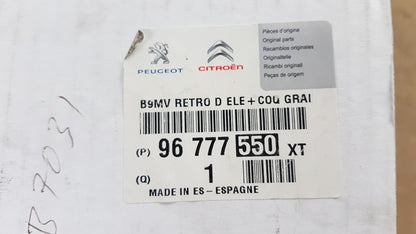 PEUGEOT
CITROËN
Pièces d'origine
Original parts
Recambios originales
Originalteile
Ricambi originali
Peças de origem
B9MV RETRO D ELE+COQ GRAI
(P) 96 777 550 XT
(Q) 1
MADE IN ES-ESPAGNE
B7031